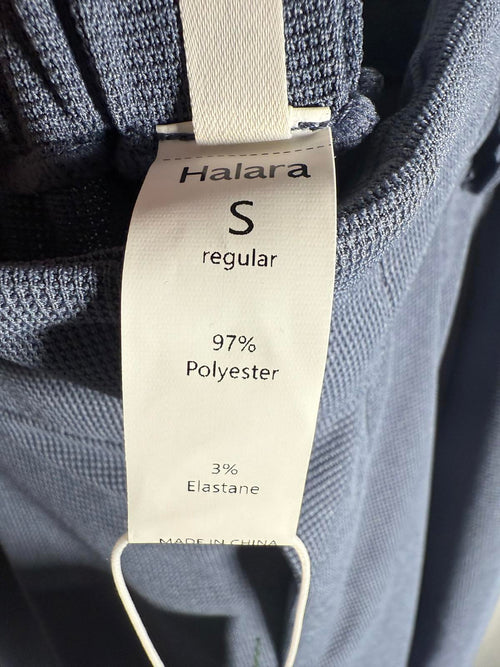 Halara
S
regular
97%
Polyester
3%
Elastane
MADE IN CHINA